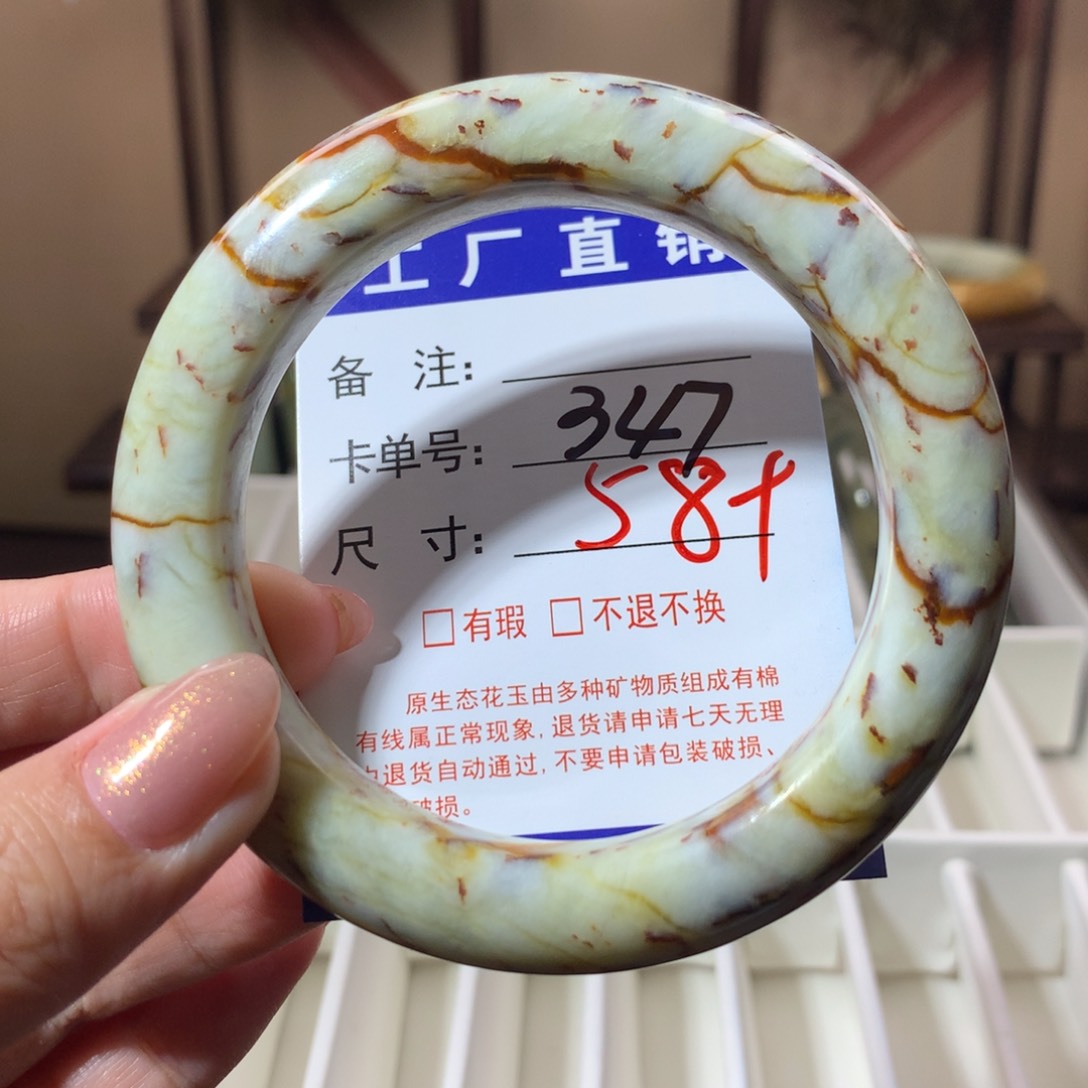 工厂直销
备 注:
卡单号: 347
尺 寸: 58+
□有瑕 □不退不换
原生态花玉由多种矿物质组成有棉
有线属正常现象,退货请申请七天无理
由退货自动通过,不要申请包装破损、
破损。